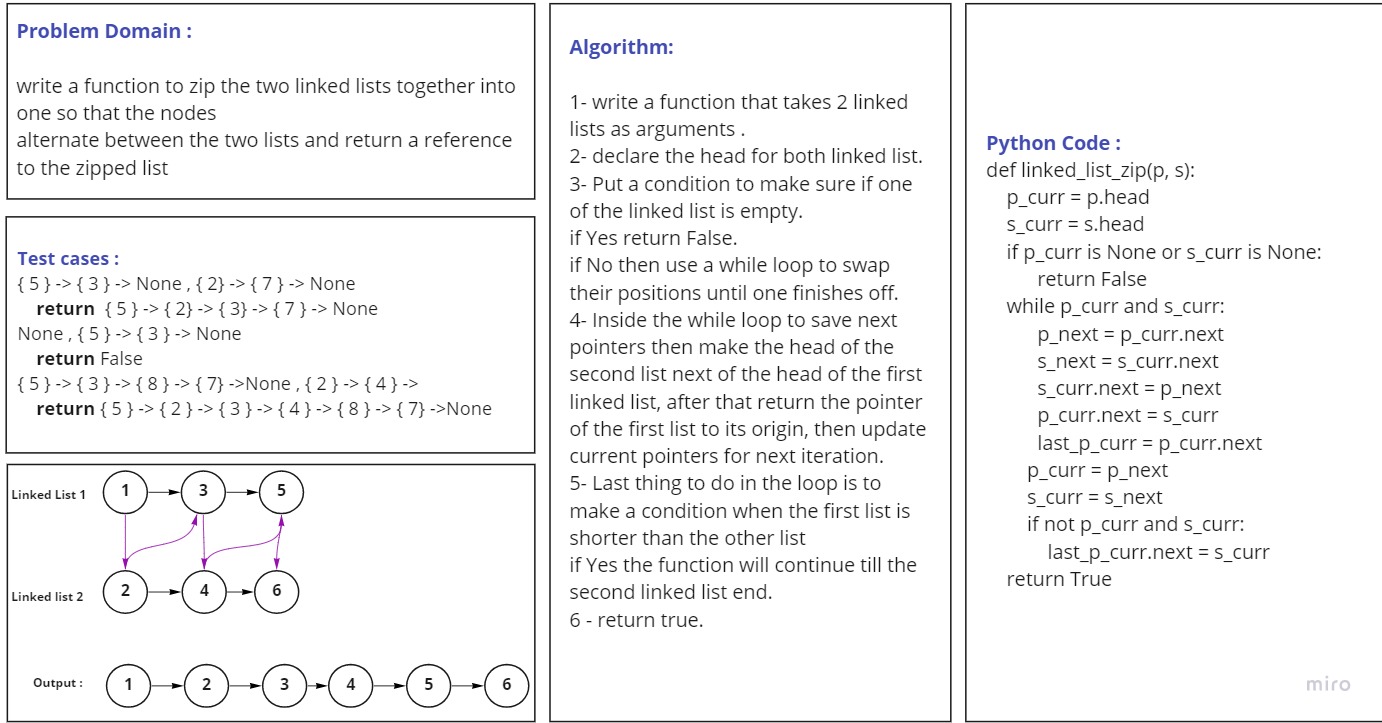 Problem Domain :
write a function to zip the two linked lists together into
one so that the nodes
alternate between the two lists and return a reference
to the zipped list
Test cases :
{ 5 } -> { 3 } -> None , { 2} -> { 7 } -> None
return { 5 } -> { 2} -> { 3} -> { 7 } -> None
None , { 5 } -> { 3 } -> None
return False
{ 5 } -> { 3 } -> { 8 } -> { 7} ->None , { 2 } -> { 4 } ->
return { 5 } -> { 2 } -> { 3 } -> { 4 } -> { 8 } -> { 7} ->None
Linked List 1 1 3 5
Linked list 2 2 4 6
Output : 1 2 3 4 5 6
Algorithm:
1- write a function that takes 2 linked
lists as arguments .
2- declare the head for both linked list.
3- Put a condition to make sure if one
of the linked list is empty.
if Yes return False.
if No then use a while loop to swap
their positions until one finishes off.
4- Inside the while loop to save next
pointers then make the head of the
second list next of the head of the first
linked list, after that return the pointer
of the first list to its origin, then update
current pointers for next iteration.
5- Last thing to do in the loop is to
make a condition when the first list is
shorter than the other list
if Yes the function will continue till the
second linked list end.
6 - return true.
Python Code :
def linked_list_zip(p, s):
p_curr = p.head
s_curr = s.head
if p_curr is None or s_curr is None:
return False
while p_curr and s_curr:
p_next = p_curr.next
s_next = s_curr.next
s_curr.next = p_next
p_curr.next = s_curr
last_p_curr = p_curr.next
p_curr = p_next
s_curr = s_next
if not p_curr and s_curr:
last_p_curr.next = s_curr
return True
miro